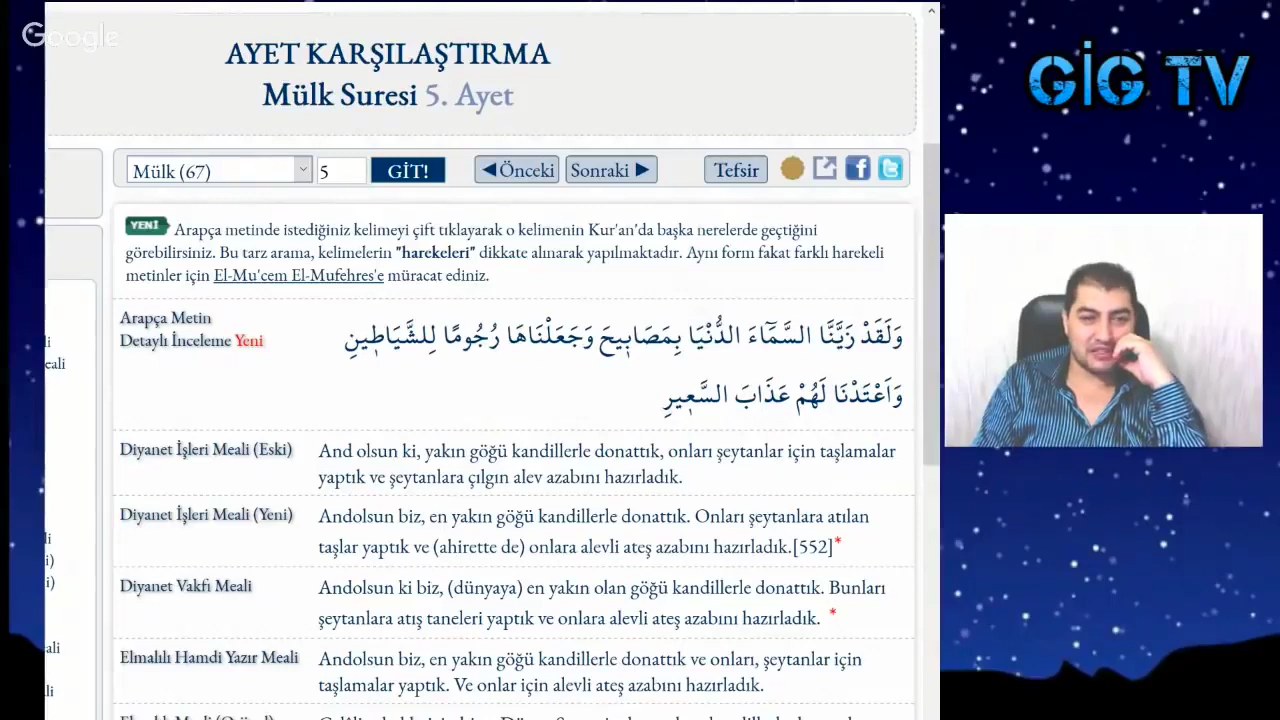 Google
GİG TV
AYET KARŞILAŞTIRMA
Mülk Suresi 5. Ayet
Mülk (67) 5 GİT! ◀Önceki Sonraki ▶ Tefsir
YENİ Arapça metinde istediğiniz kelimeyi çift tıklayarak o kelimenin Kur'an'da başka nerelerde geçtiğini
görebilirsiniz. Bu tarz arama, kelimelerin "harekeleri" dikkate alınarak yapılmaktadır. Aynı form fakat farklı harekeli
metinler için El-Mu'cem El-Mufehres'e müracat ediniz.
Arapça Metin
Detaylı İnceleme Yeni
وَلَقَدْ زَيَّنَّا السَّمَٓاءَ الدُّنْيَا بِمَصَاب۪يحَ وَجَعَلْنَاهَا رُجُومًا لِلشَّيَاط۪ينِ
وَاَعْتَدْنَا لَهُمْ عَذَابَ السَّع۪يرِ
Diyanet İşleri Meali (Eski) And olsun ki, yakın göğü kandillerle donattık, onları şeytanlar için taşlamalar
yaptık ve şeytanlara çılgın alev azabını hazırladık.
Diyanet İşleri Meali (Yeni) Andolsun biz, en yakın göğü kandillerle donattık. Onları şeytanlara atılan
taşlar yaptık ve (ahirette de) onlara alevli ateş azabını hazırladık.[552]*
Diyanet Vakfı Meali Andolsun ki biz, (dünyaya) en yakın olan göğü kandillerle donattık. Bunları
şeytanlara atış taneleri yaptık ve onlara alevli ateş azabını hazırladık. *
Elmalılı Hamdi Yazır Meali Andolsun biz, en yakın göğü kandillerle donattık ve onları, şeytanlar için
taşlamalar yaptık. Ve onlar için alevli ateş azabını hazırladık.